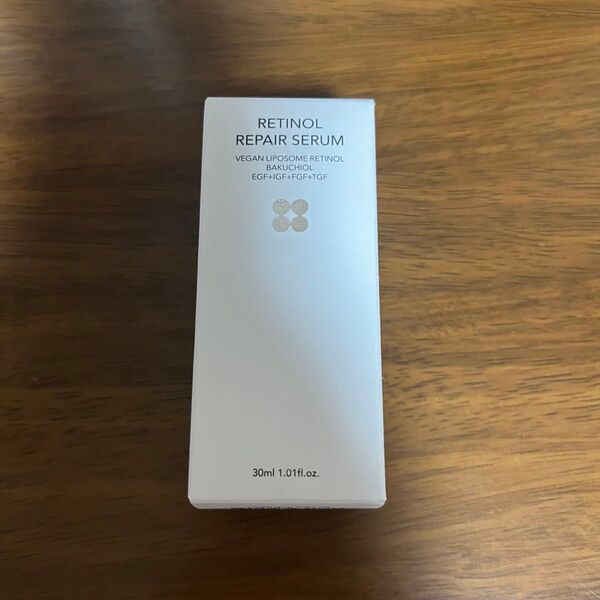 RETINOL
REPAIR SERUM
VEGAN LIPOSOME RETINOL
BAKUCHIOL
EGF+IGF+FGF+TGF
30ml 1.01fl.oz.